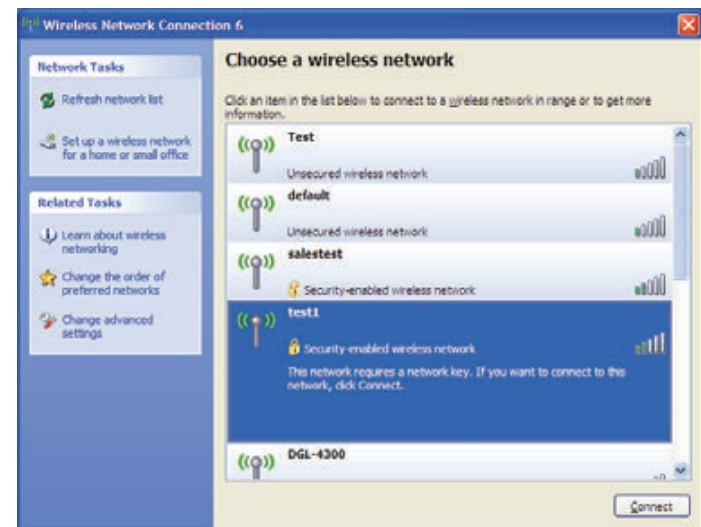 Wireless Network Connection 6
Network Tasks
Refresh network list
Set up a wireless network
for a home or small office
Related Tasks
Learn about wireless
networking
Change the order of
preferred networks
Change advanced
settings
Choose a wireless network
Click an item in the list below to connect to a wireless network in range or to get more
information.
Test
Unsecured wireless network
default
Unsecured wireless network
salestest
Security-enabled wireless network
test1
Security-enabled wireless network
This network requires a network key. If you want to connect to this
network, click Connect.
DGL-4300
Connect